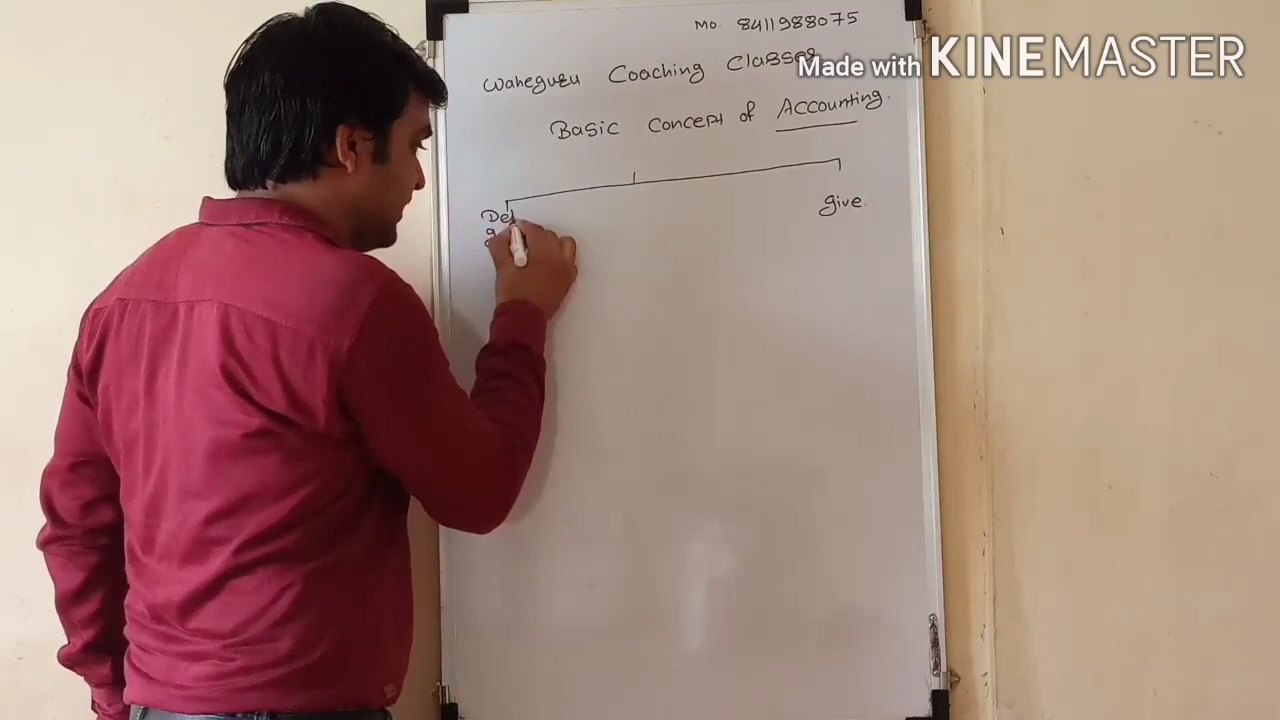 Mo. 8411988075
Waheguru Coaching Classes
Made with KINEMASTER
Basic Concept of Accounting.
give.